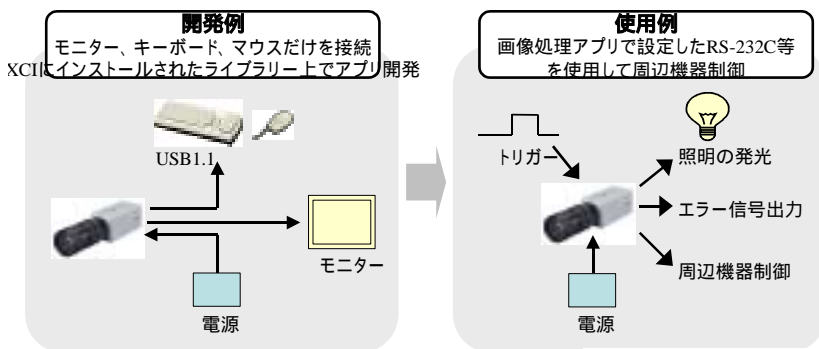 開発例
モニター、キーボード、マウスだけを接続
XCIにインストールされたライブラリー上でアプリ開発
USB1.1
モニター
電源
使用例
画像処理アプリで設定したRS-232C等
を使用して周辺機器制御
トリガー
照明の発光
エラー信号出力
周辺機器制御
電源